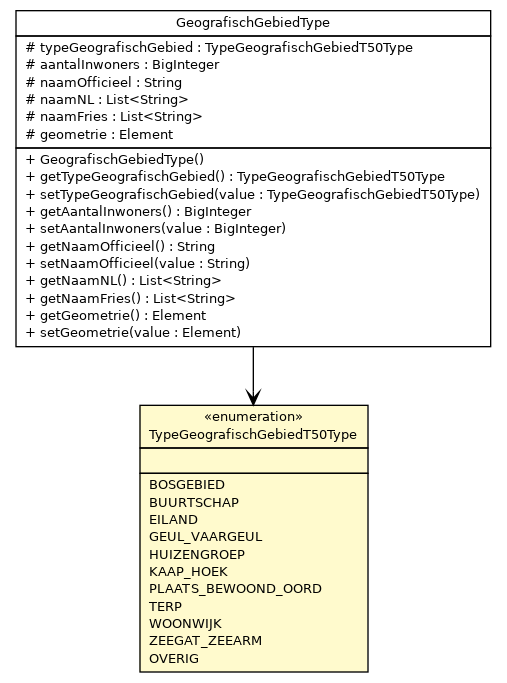 GeografischGebiedType
# typeGeografischGebied : TypeGeografischGebiedT50Type
# aantalInwoners : BigInteger
# naamOfficieel : String
# naamNL : List<String>
# naamFries : List<String>
# geometrie : Element
+ GeografischGebiedType()
+ getTypeGeografischGebied() : TypeGeografischGebiedT50Type
+ setTypeGeografischGebied(value : TypeGeografischGebiedT50Type)
+ getAantalInwoners() : BigInteger
+ setAantalInwoners(value : BigInteger)
+ getNaamOfficieel() : String
+ setNaamOfficieel(value : String)
+ getNaamNL() : List<String>
+ getNaamFries() : List<String>
+ getGeometrie() : Element
+ setGeometrie(value : Element)
«enumeration»
TypeGeografischGebiedT50Type
BOSGEBIED
BUURTSCHAP
EILAND
GEUL_VAARGEUL
HUIZENGROEP
KAAP_HOEK
PLAATS_BEWOOND_OORD
TERP
WOONWIJK
ZEEGAT_ZEEARM
OVERIG